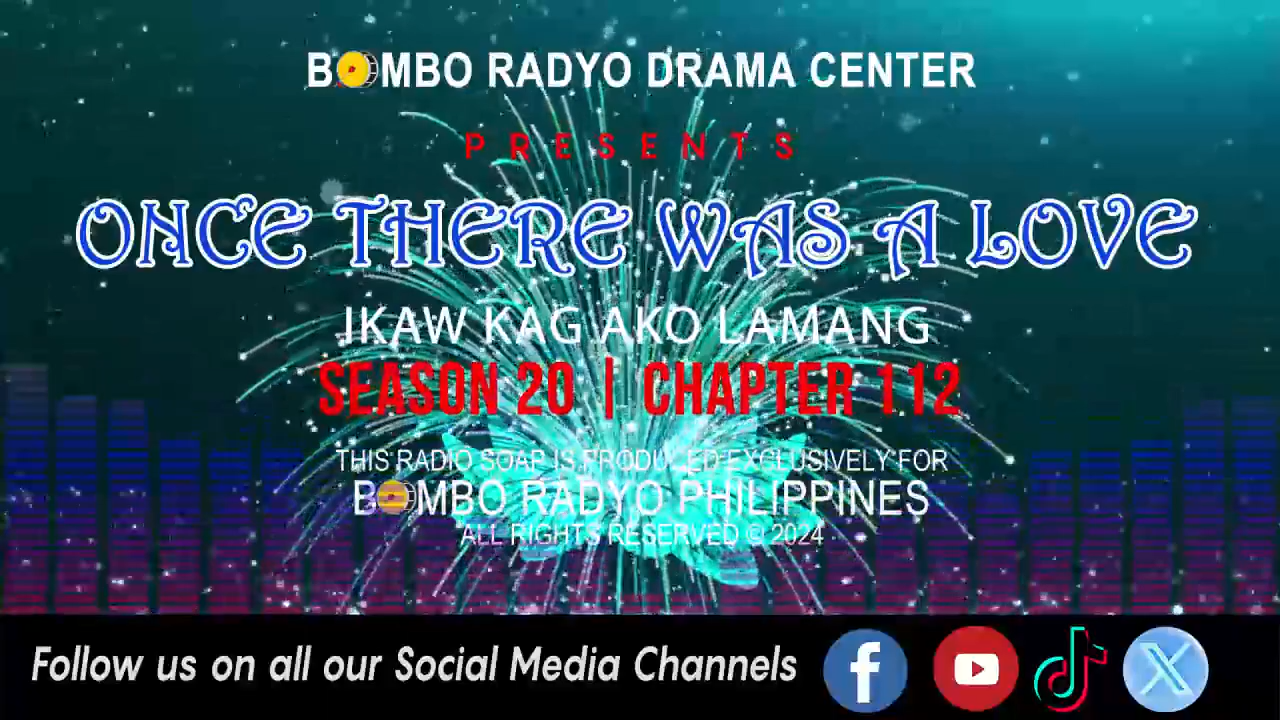 BOMBO RADYO DRAMA CENTER
PRESENTS
ONCE THERE WAS A LOVE
IKAW KAG AKO LAMANG
SEASON 20 | CHAPTER 112
THIS RADIO SOAP IS PRODUCED EXCLUSIVELY FOR
BOMBO RADYO PHILIPPINES
ALL RIGHTS RESERVED © 2024
Follow us on all our Social Media Channels